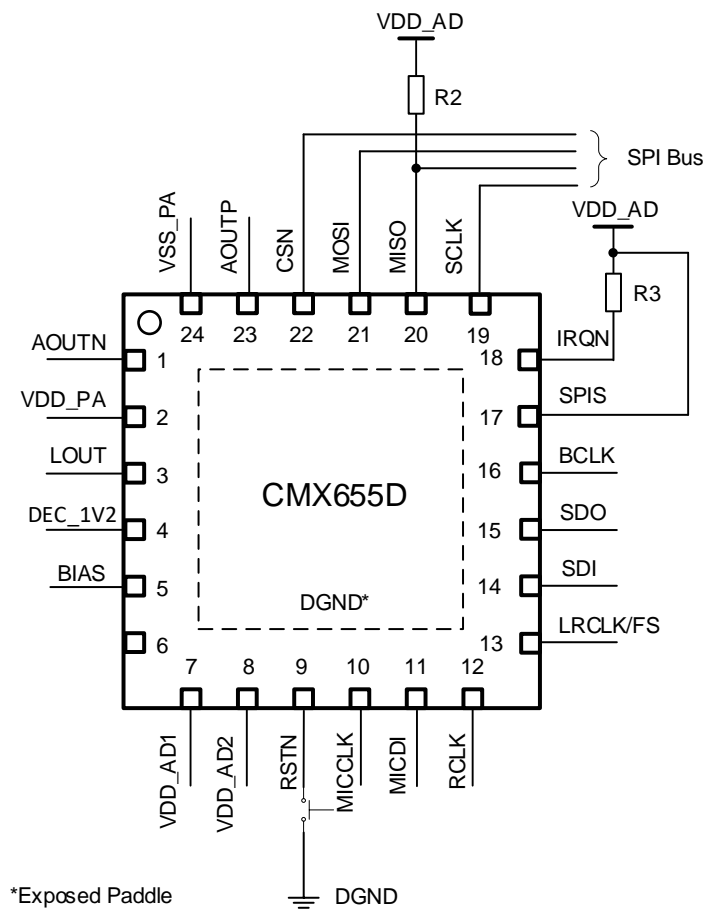 VDD_AD
R2
SPI Bus
VDD_AD
R3
VSS_PA
AOUTP
CSN
MOSI
MISO
SCLK
24
23
22
21
20
19
AOUTN
1
18
IRQN
VDD_PA
2
17
SPIS
LOUT
3
16
BCLK
CMX655D
DEC_1V2
4
15
SDO
BIAS
5
14
SDI
DGND*
6
13
LRCLK/FS
7
8
9
10
11
12
VDD_AD1
VDD_AD2
RSTN
MICCLK
MICDI
RCLK
*Exposed Paddle
DGND